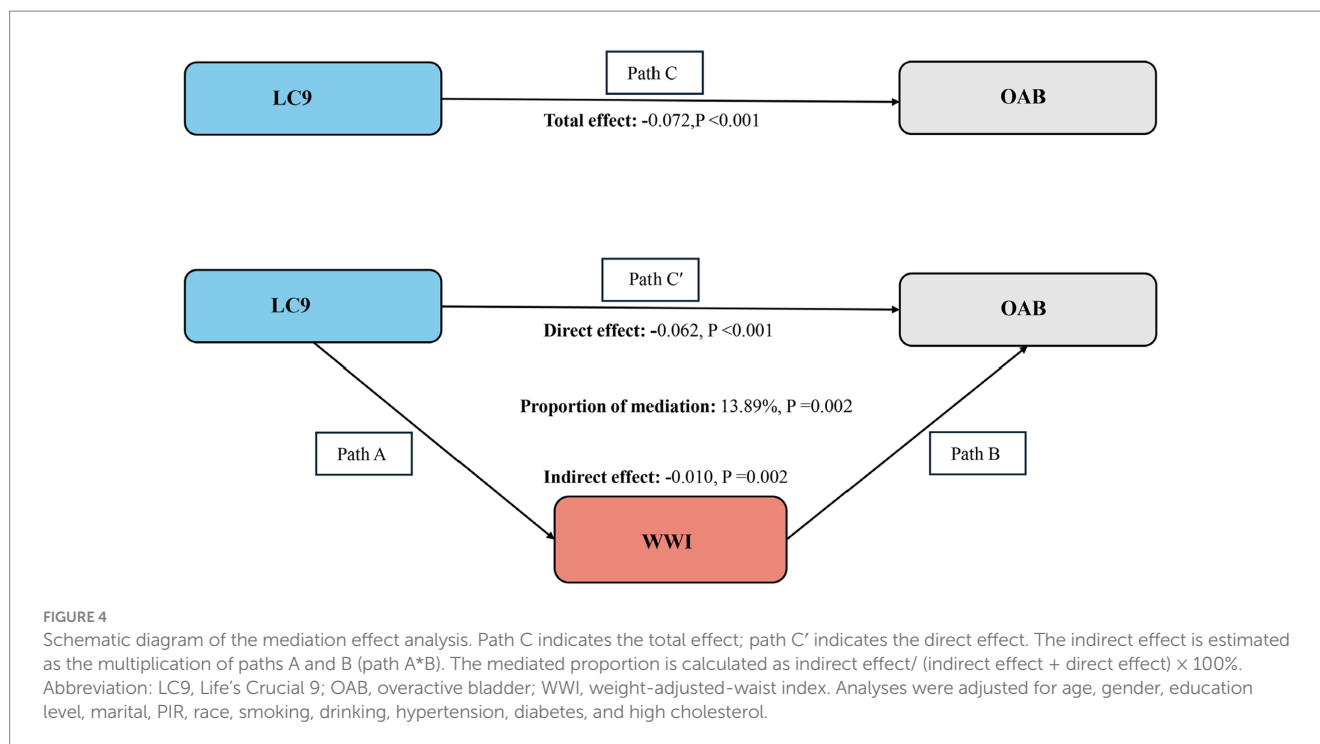 Path C
LC9
OAB
Total effect: -0.072,P <0.001
Path C′
LC9
OAB
Direct effect: -0.062, P <0.001
Proportion of mediation: 13.89%, P =0.002
Path A
Path B
Indirect effect: -0.010, P =0.002
WWI
FIGURE 4
Schematic diagram of the mediation effect analysis. Path C indicates the total effect; path C′ indicates the direct effect. The indirect effect is estimated
as the multiplication of paths A and B (path A*B). The mediated proportion is calculated as indirect effect/ (indirect effect + direct effect) × 100%.
Abbreviation: LC9, Life’s Crucial 9; OAB, overactive bladder; WWI, weight-adjusted-waist index. Analyses were adjusted for age, gender, education
level, marital, PIR, race, smoking, drinking, hypertension, diabetes, and high cholesterol.